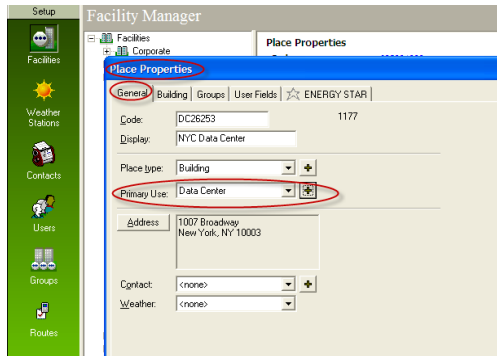 Setup
Facility Manager
Facilities
Corporate
Place Properties
Facilities
Place Properties
General Building Groups User Fields ENERGY STAR
Weather
Stations
Code: DC26253 1177
Display: NYC Data Center
Contacts
Place type: Building
Primary Use: Data Center
Users
Address 1007 Broadway
New York, NY 10003
Groups
Contact: <none>
Weather: <none>
Routes